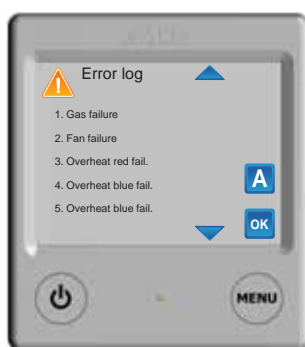 Error log
1. Gas failure
2. Fan failure
3. Overheat red fail.
4. Overheat blue fail.
5. Overheat blue fail.
A
OK
MENU